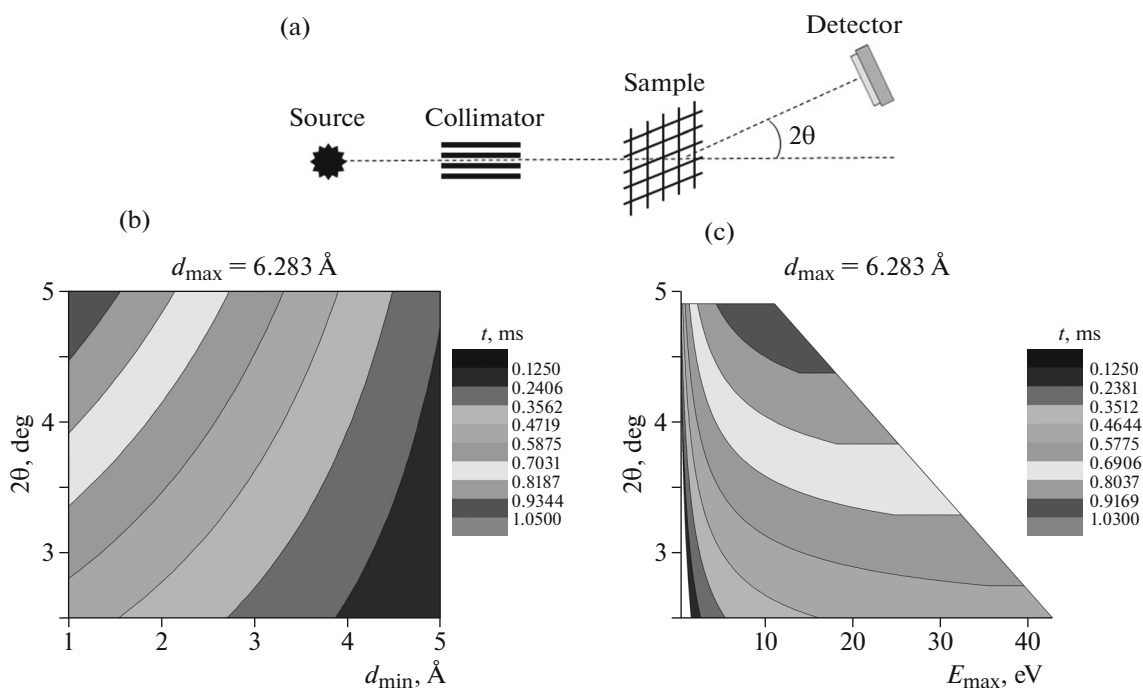 (a)
Detector
Sample
Source Collimator
2θ
(b) (c)
d_max = 6.283 Å
5
4
3
2θ, deg
1 2 3 4 5
d_min, Å
t, ms
0.1250
0.2406
0.3562
0.4719
0.5875
0.7031
0.8187
0.9344
1.0500
d_max = 6.283 Å
5
4
3
2θ, deg
10 20 30 40
E_max, eV
t, ms
0.1250
0.2381
0.3512
0.4644
0.5775
0.6906
0.8037
0.9169
1.0300